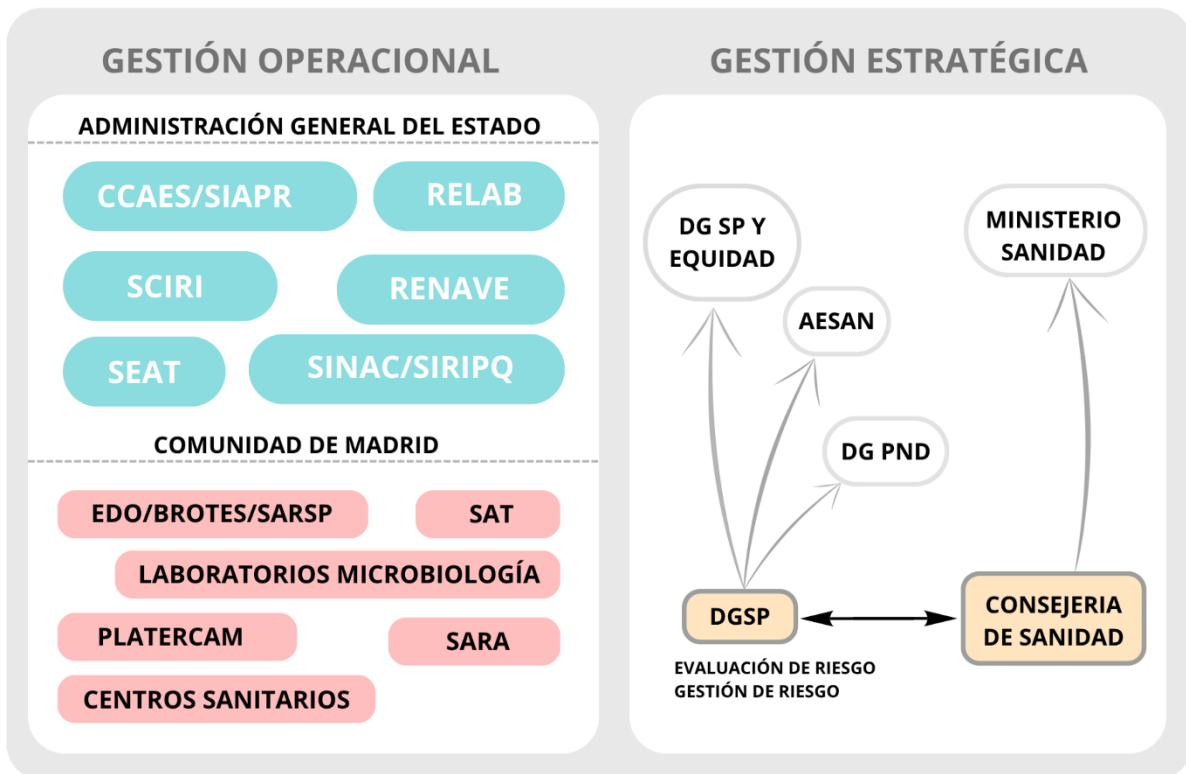 GESTIÓN OPERACIONAL
ADMINISTRACIÓN GENERAL DEL ESTADO
CCAES/SIAPR
RELAB
SCIRI
RENAVE
SEAT
SINAC/SIRIPQ
COMUNIDAD DE MADRID
EDO/BROTES/SARSP
SAT
LABORATORIOS MICROBIOLOGÍA
PLATERCAM
SARA
CENTROS SANITARIOS
GESTIÓN ESTRATÉGICA
DG SP Y
EQUIDAD
MINISTERIO
SANIDAD
AESAN
DG PND
DGSP
CONSEJERIA
DE SANIDAD
EVALUACIÓN DE RIESGO
GESTIÓN DE RIESGO